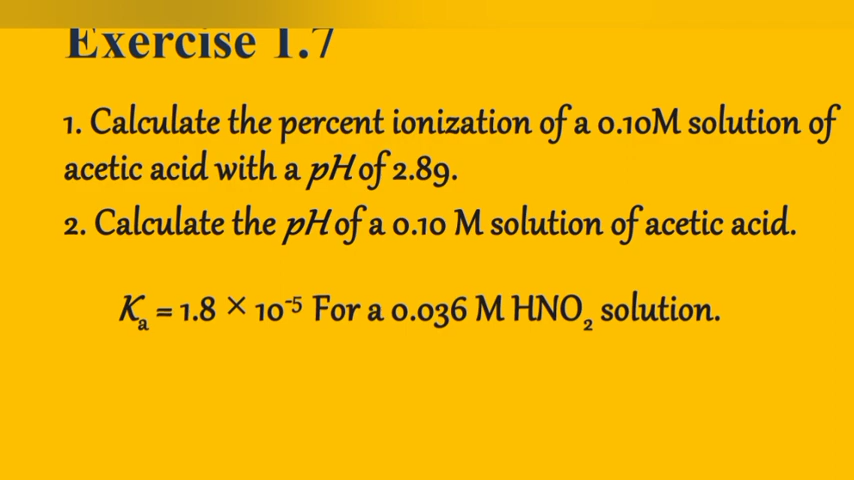 Exercise 1.7
1. Calculate the percent ionization of a 0.10M solution of
acetic acid with a pH of 2.89.
2. Calculate the pH of a 0.10 M solution of acetic acid.
Kₐ = 1.8 × 10⁻⁵ For a 0.036 M HNO₂ solution.